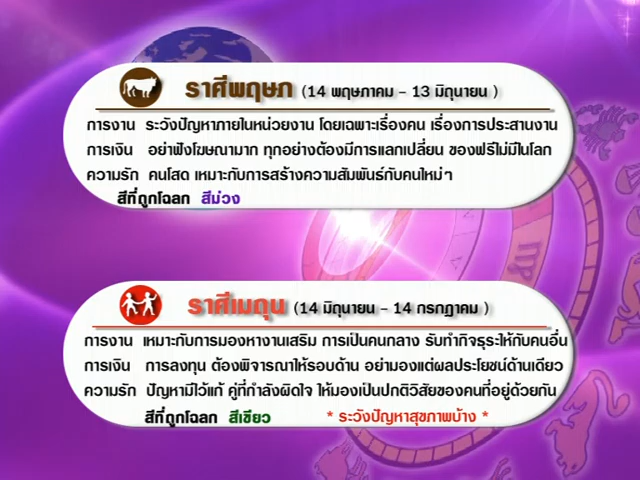 ราศีพฤษภ (14 พฤษภาคม - 13 มิถุนายน )
การงาน ระวังปัญหาภายในหน่วยงาน โดยเฉพาะเรื่องคน เรื่องการประสานงาน
การเงิน อย่าฟังโฆษณามาก ทุกอย่างต้องมีการแลกเปลี่ยน ของฟรีไม่มีในโลก
ความรัก คนโสด เหมาะกับการสร้างความสัมพันธ์กับคนใหม่ๆ
สีที่ถูกโฉลก สีม่วง
ราศีเมถุน (14 มิถุนายน - 14 กรกฎาคม )
การงาน เหมาะกับการมองหางานเสริม การเป็นคนกลาง รับทำกิจธุระให้กับคนอื่น
การเงิน การลงทุน ต้องพิจารณาให้รอบด้าน อย่ามองแต่ผลประโยชน์ด้านเดียว
ความรัก ปัญหามีไว้แก้ คู่ที่กำลังผิดใจ ให้มองเป็นปกติวิสัยของคนที่อยู่ด้วยกัน
สีที่ถูกโฉลก สีเขียว * ระวังปัญหาสุขภาพบ้าง *